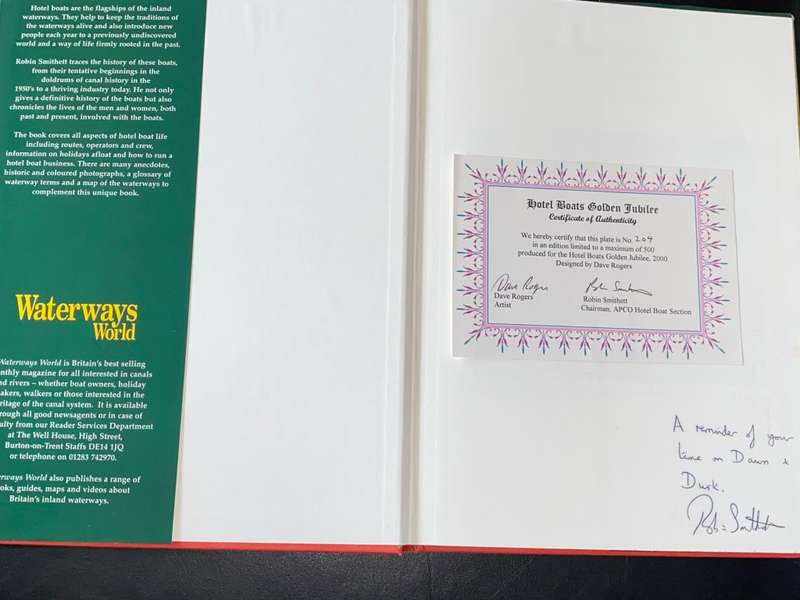 Hotel boats are the flagships of the inland
waterways. They help to keep the traditions of
the waterways alive and also introduce new
people each year to a previously undiscovered
world and a way of life firmly rooted in the past.
Robin Smithett traces the history of these boats,
from their tentative beginnings in the
doldrums of canal history in the
1950's to a thriving industry today. He not only
gives a definitive history of the boats but also
chronicles the lives of the men and women, both
past and present, involved with the boats.
The book covers all aspects of hotel boat life
including routes, operators and crew,
information on holidays afloat and how to run a
hotel boat business. There are many anecdotes,
historic and coloured photographs, a glossary of
waterway terms and a map of the waterways to
complement this unique book.
Waterways
World
Waterways World is Britain's best selling
nthly magazine for all interested in canals
nd rivers – whether boat owners, holiday
akers, walkers or those interested in the
ritage of the canal system. It is available
rough all good newsagents or in case of
ulty from our Reader Services Department
at The Well House, High Street,
Burton-on-Trent Staffs DE14 1JQ
or telephone on 01283 742970.
erways World also publishes a range of
oks, guides, maps and videos about
Britain's inland waterways.
Hotel Boats Golden Jubilee
Certificate of Authenticity
We hereby certify that this plate is No. 204
in an edition limited to a maximum of 500
produced for the Hotel Boats Golden Jubilee, 2000
Designed by Dave Rogers
Dave Rogers
Dave Rogers
Artist
Robin Smithett
Robin Smithett
Chairman, APCO Hotel Boat Section
A reminder of your
time on Dawn &
Dusk.
Robin Smithett